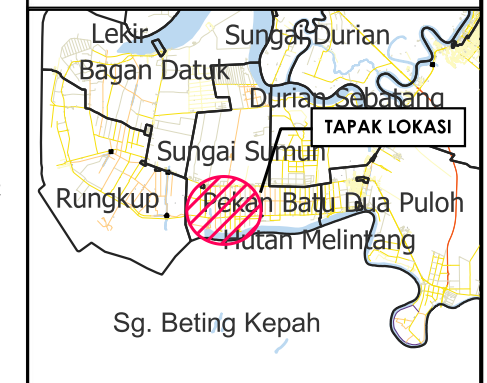 Lekir
Sungai Durian
Bagan Datuk
Durian Sebatang
TAPAK LOKASI
Sungai Sumun
Rungkup
Pekan Batu Dua Puloh
Hutan Melintang
Sg. Beting Kepah